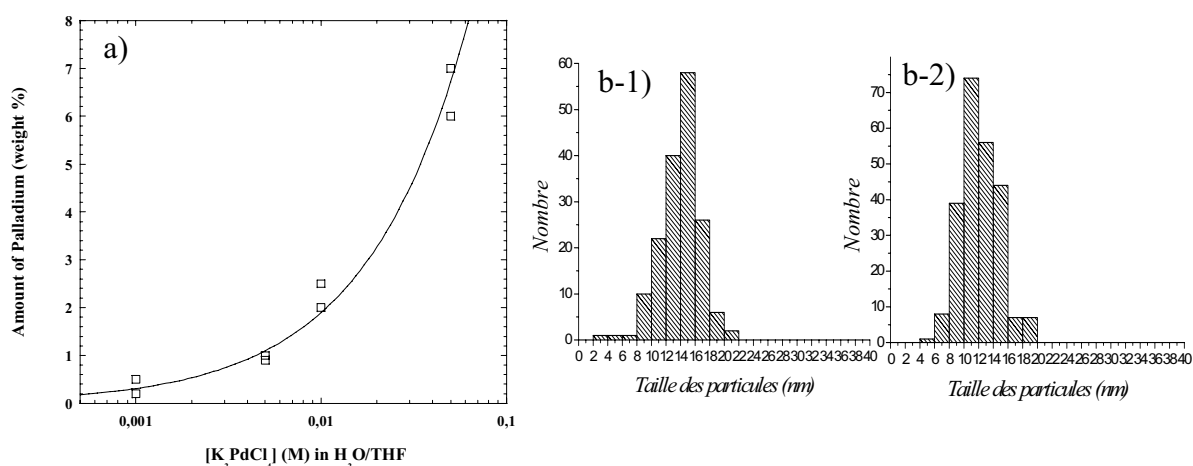 a)
8
7
6
5
4
3
2
1
0
0,001 0,01 0,1
Amount of Palladium (weight %)
[K2PdCl4] (M) in H2O/THF
b-1)
60
50
40
30
20
10
0
0 2 4 6 8 10 12 14 16 18 20 22 24 26 28 30 32 34 36 38 40
Nombre
Taille des particules (nm)
b-2)
70
60
50
40
30
20
10
0
0 2 4 6 8 10 12 14 16 18 20 22 24 26 28 30 32 34 36 38 40
Nombre
Taille des particules (nm)